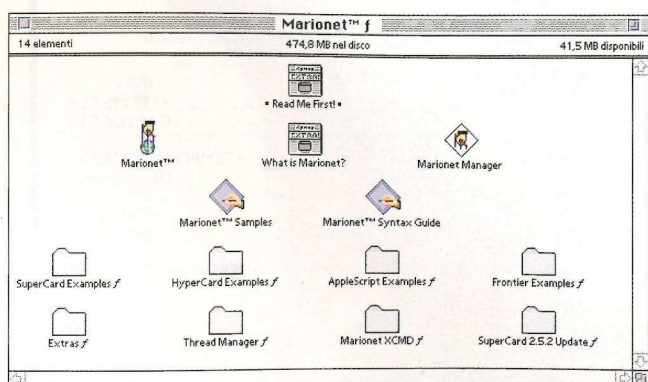 Marionet™ ƒ
14 elementi 474,8 MB nel disco 41,5 MB disponibili
EXTRA!
• Read Me First! •
EXTRA!
Marionet™ What is Marionet? Marionet Manager
Marionet™ Samples Marionet™ Syntax Guide
SuperCard Examples ƒ HyperCard Examples ƒ AppleScript Examples ƒ Frontier Examples ƒ
Extras ƒ Thread Manager ƒ Marionet XCMD ƒ SuperCard 2.5.2 Update ƒ